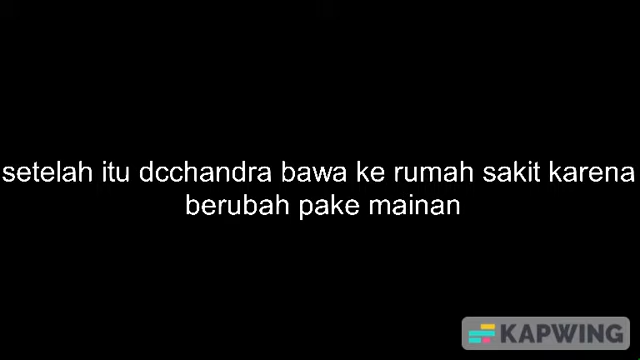 setelah itu dcchandra bawa ke rumah sakit karena
berubah pake mainan
KAPWING